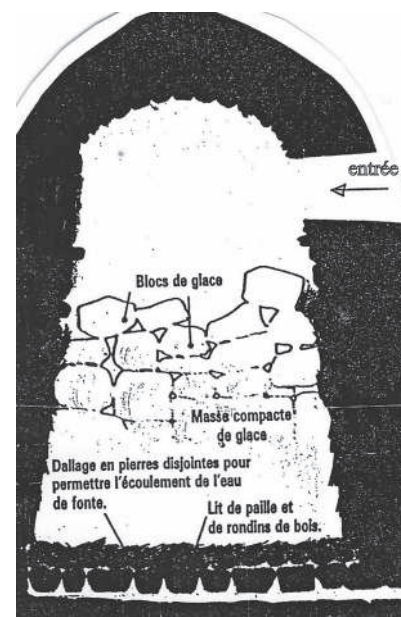 entrée
Blocs de glace
Masse compacte
de glace
Dallage en pierres disjointes pour
permettre l'écoulement de l'eau
de fonte.
Lit de paille et
de rondins de bois.